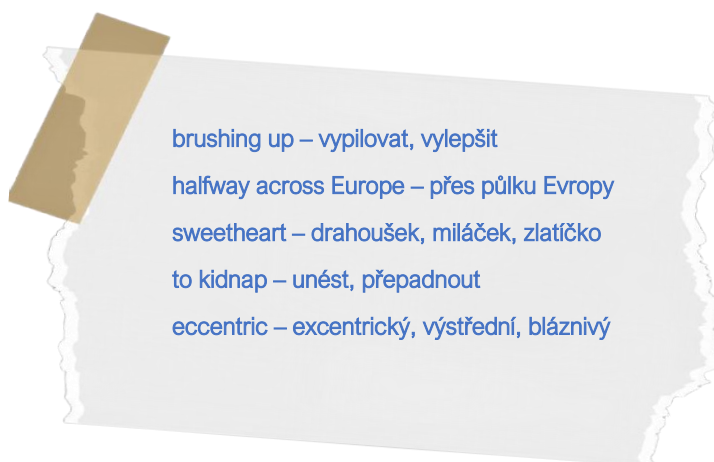 brushing up – vypilovat, vylepšit
halfway across Europe – přes půlku Evropy
sweetheart – drahoušek, miláček, zlatíčko
to kidnap – unést, přepadnout
eccentric – excentrický, výstřední, bláznivý